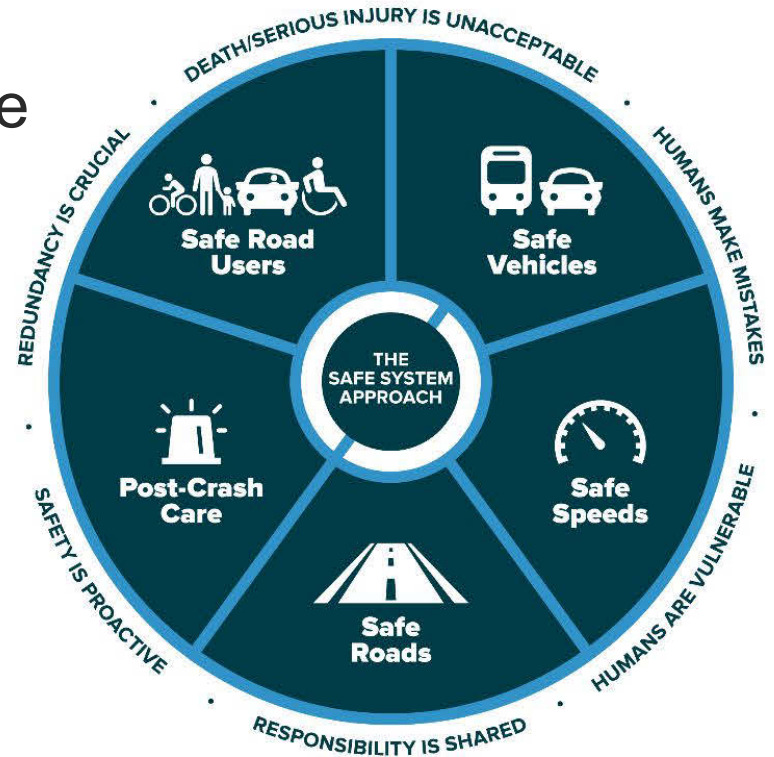 e
DEATH/SERIOUS INJURY IS UNACCEPTABLE
HUMANS MAKE MISTAKES
HUMANS ARE VULNERABLE
RESPONSIBILITY IS SHARED
SAFETY IS PROACTIVE
REDUNDANCY IS CRUCIAL
Safe Road
Users
Safe
Vehicles
THE
SAFE SYSTEM
APPROACH
Post-Crash
Care
Safe
Speeds
Safe
Roads